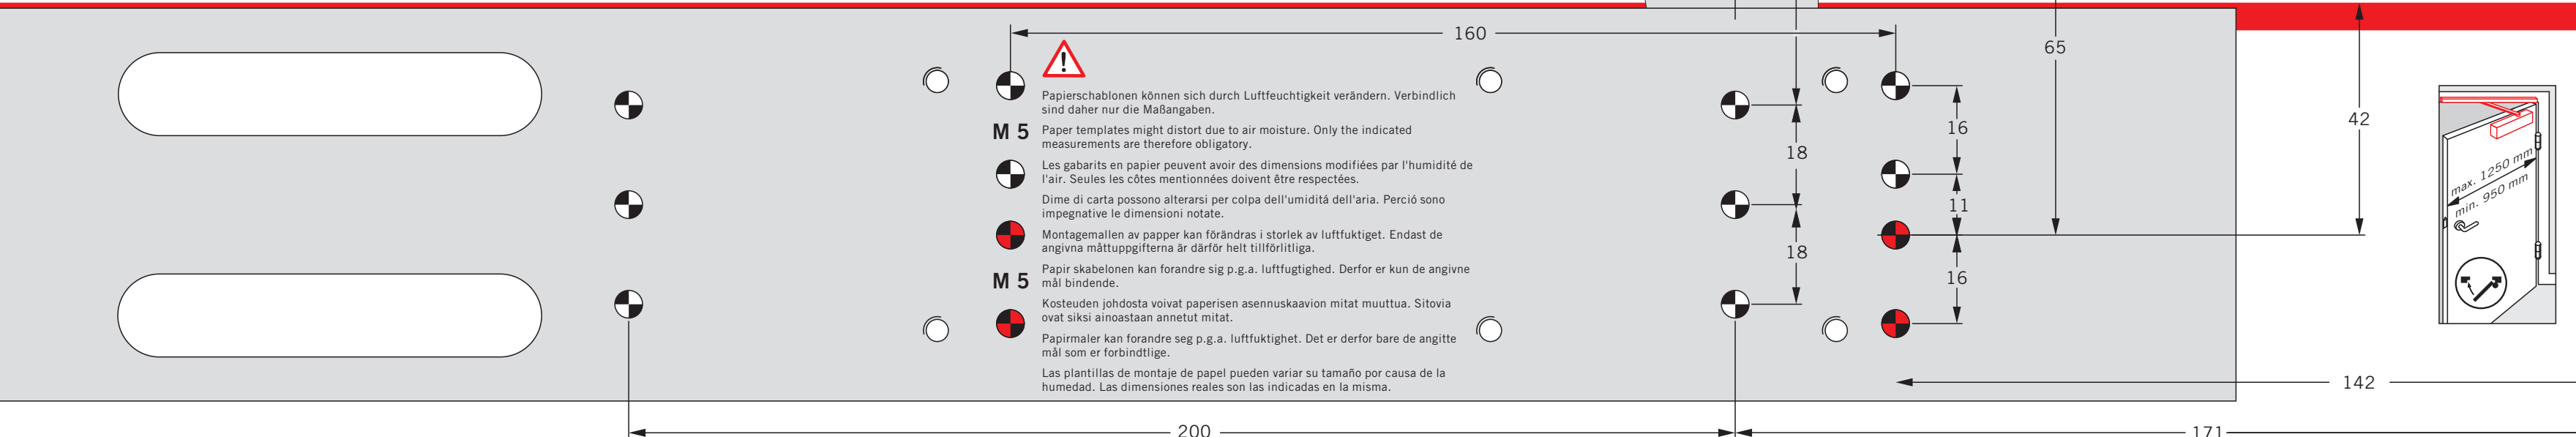 160
65
Papierschablonen können sich durch Luftfeuchtigkeit verändern. Verbindlich
sind daher nur die Maßangaben.
M 5
Paper templates might distort due to air moisture. Only the indicated
measurements are therefore obligatory.
Les gabarits en papier peuvent avoir des dimensions modifiées par l'humidité de
l'air. Seules les côtes mentionnées doivent être respectées.
Dime di carta possono alterarsi per colpa dell'umiditá dell'aria. Perció sono
impegnative le dimensioni notate.
Montagemallen av papper kan förändras i storlek av luftfuktiget. Endast de
angivna måttuppgifterna är därför helt tillförlitliga.
M 5
Papir skabelonen kan forandre sig p.g.a. luftfugtighed. Derfor er kun de angivne
mål bindende.
Kosteuden johdosta voivat paperisen asennuskaavion mitat muuttua. Sitovia
ovat siksi ainoastaan annetut mitat.
Papirmaler kan forandre seg p.g.a. luftfuktighet. Det er derfor bare de angitte
mål som er forbindtlige.
Las plantillas de montaje de papel pueden variar su tamaño por causa de la
humedad. Las dimensiones reales son las indicadas en la misma.
18
18
16
11
16
42
max. 1250 mm
min. 950 mm
142
200
171